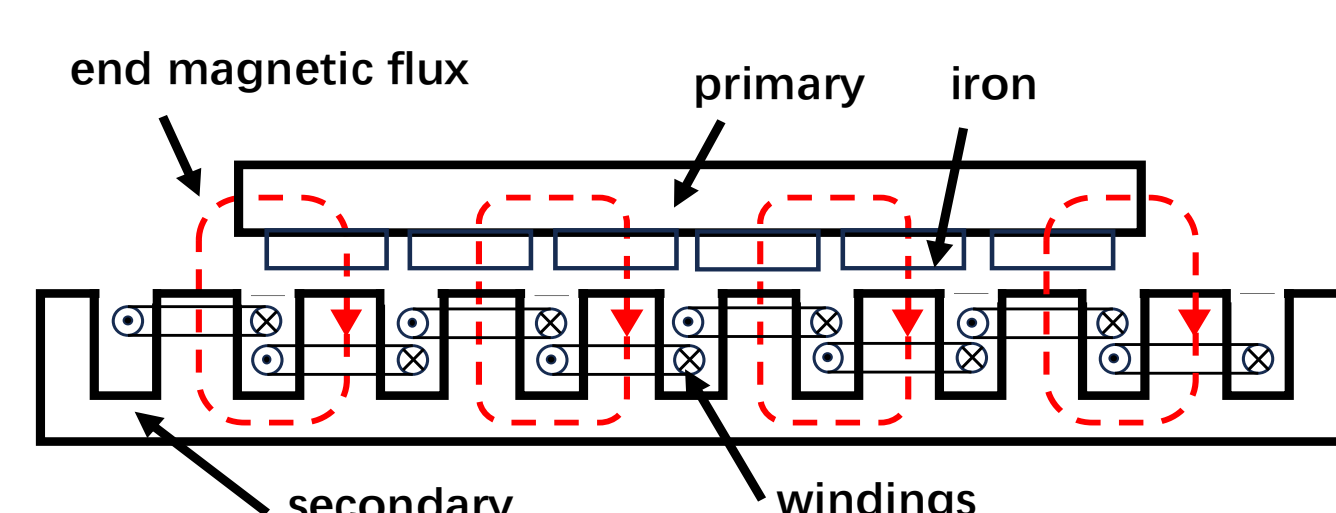 end magnetic flux
primary
iron
secondary
windings